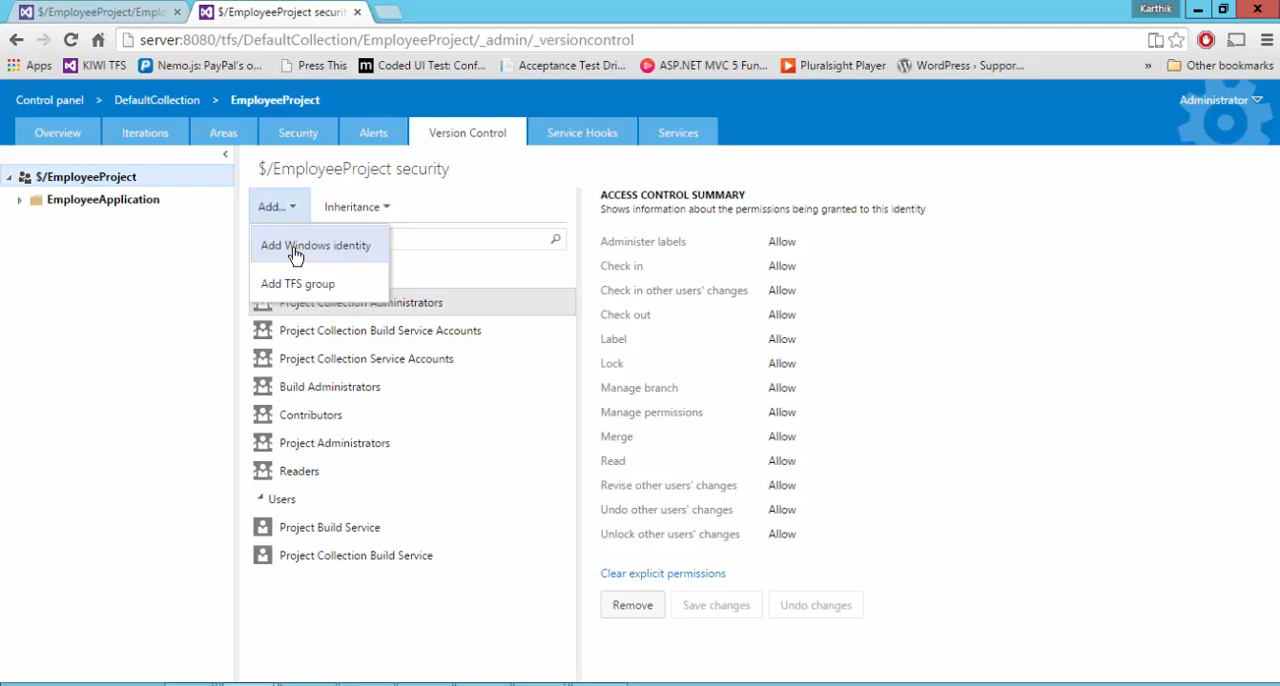 $/EmployeeProject/Emplo
$/EmployeeProject securi
Karthik
server:8080/tfs/DefaultCollection/EmployeeProject/_admin/_versioncontrol
Apps
KIWI TFS
Nemo.js: PayPal's o...
Press This
Coded UI Test: Conf...
Acceptance Test Dri...
ASP.NET MVC 5 Fun...
Pluralsight Player
WordPress › Suppor...
»
Other bookmarks
Control panel > DefaultCollection > EmployeeProject
Administrator
Overview
Iterations
Areas
Security
Alerts
Version Control
Service Hooks
Services
$/EmployeeProject
EmployeeApplication
$/EmployeeProject security
Add...
Inheritance
Add Windows identity
Add TFS group
Project Collection Administrators
Project Collection Build Service Accounts
Project Collection Service Accounts
Build Administrators
Contributors
Project Administrators
Readers
Users
Project Build Service
Project Collection Build Service
ACCESS CONTROL SUMMARY
Shows information about the permissions being granted to this identity
Administer labels Allow
Check in Allow
Check in other users' changes Allow
Check out Allow
Label Allow
Lock Allow
Manage branch Allow
Manage permissions Allow
Merge Allow
Read Allow
Revise other users' changes Allow
Undo other users' changes Allow
Unlock other users' changes Allow
Clear explicit permissions
Remove
Save changes
Undo changes